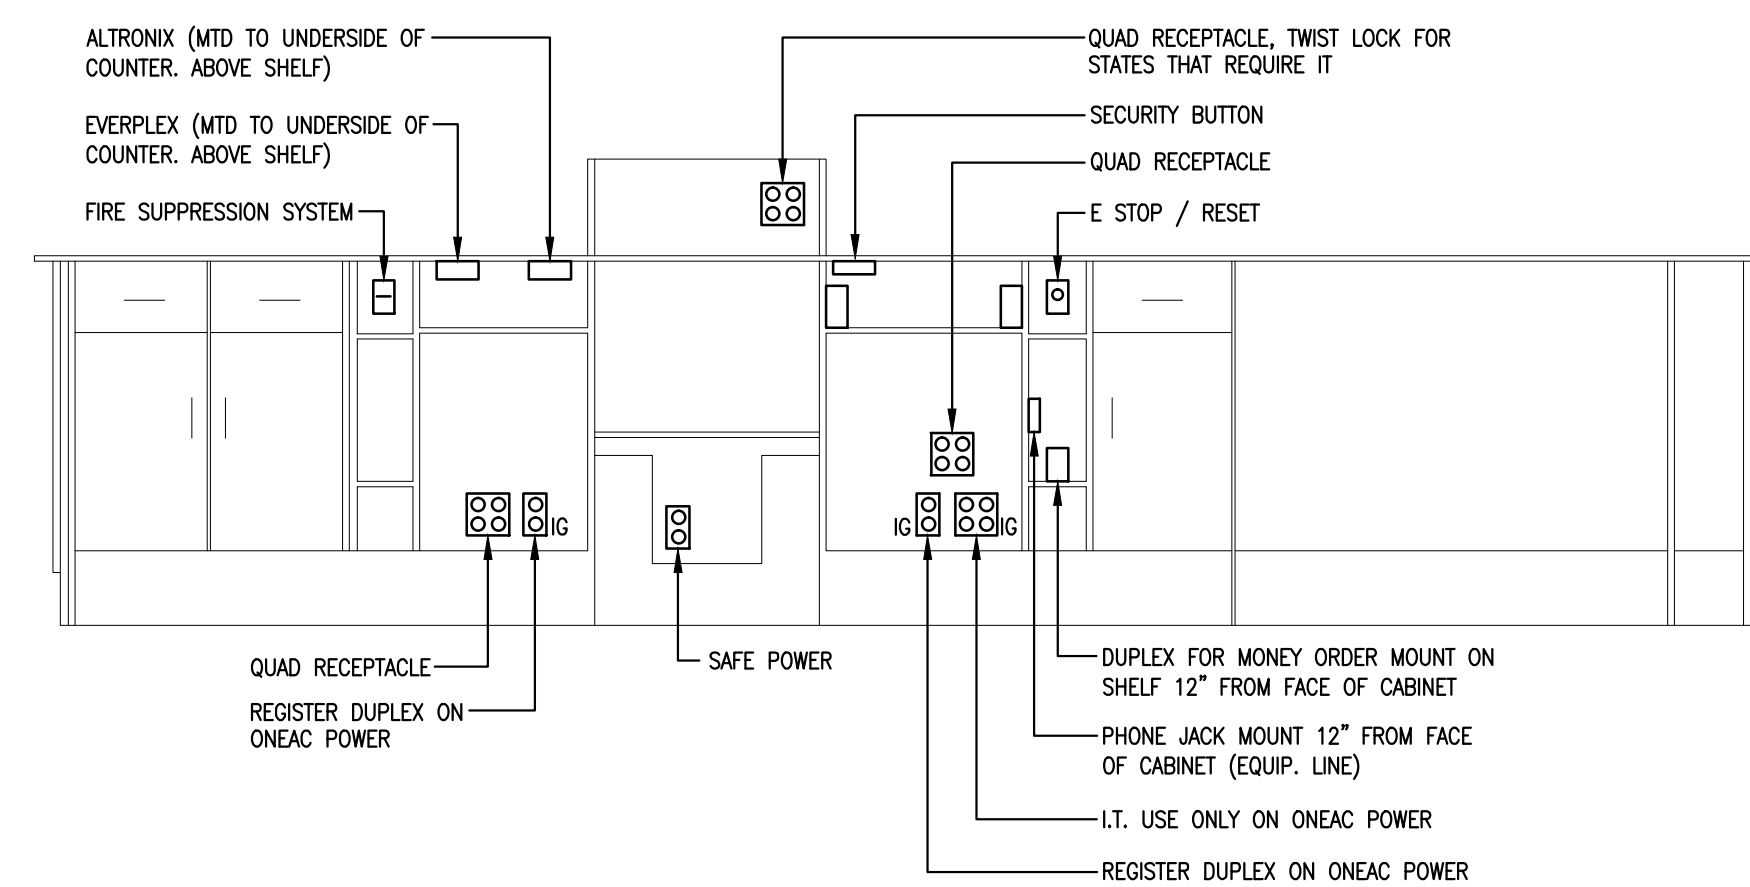 ALTRONIX (MTD TO UNDERSIDE OF
COUNTER. ABOVE SHELF)
EVERPLEX (MTD TO UNDERSIDE OF
COUNTER. ABOVE SHELF)
FIRE SUPPRESSION SYSTEM
QUAD RECEPTACLE, TWIST LOCK FOR
STATES THAT REQUIRE IT
SECURITY BUTTON
QUAD RECEPTACLE
E STOP / RESET
IG
IG
IG
QUAD RECEPTACLE
REGISTER DUPLEX ON
ONEAC POWER
SAFE POWER
DUPLEX FOR MONEY ORDER MOUNT ON
SHELF 12" FROM FACE OF CABINET
PHONE JACK MOUNT 12" FROM FACE
OF CABINET (EQUIP. LINE)
I.T. USE ONLY ON ONEAC POWER
REGISTER DUPLEX ON ONEAC POWER